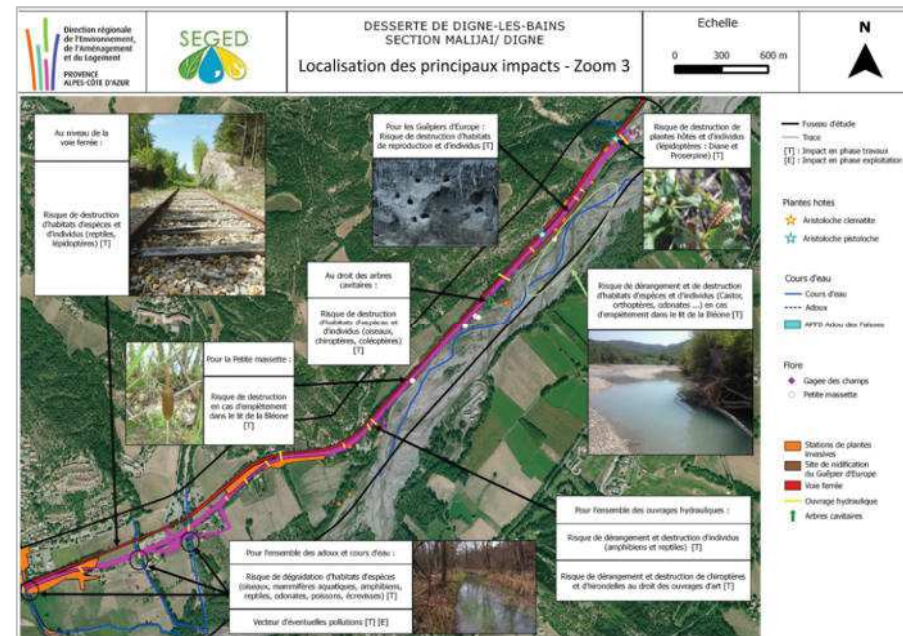 Direction régionale
de l'Environnement,
de l'Aménagement
et du Logement
PROVENCE
ALPES-CÔTE D'AZUR
SEGED
DESSERTE DE DIGNE-LES-BAINS
SECTION MALIJAI/ DIGNE
Localisation des principaux impacts - Zoom 3
Echelle
0 300 600 m
N
Au niveau de la
voie ferrée :
Risque de destruction
d'habitats d'espèces et
d'individus (reptiles,
lépidoptères) [T]
Pour les Guêpiers d'Europe :
Risque de destruction d'habitats
de reproduction et d'individus [T]
Risque de destruction de
plantes hôtes et d'individus
(lépidoptères : Diane et
Proserpine) [T]
Au droit des arbres
cavitaires :
Risque de destruction
d'habitats d'espèces et
d'individus (oiseaux,
chiroptères, coléoptères)
[T]
Risque de dérangement et de destruction
d'habitats d'espèces et d'individus (Castor,
orthoptères, odonates ...) en cas
d'empiètement dans le lit de la Bléone [T]
Pour la Petite massette :
Risque de destruction
en cas d'empiètement
dans le lit de la Bléone
[T]
Pour l'ensemble des ouvrages hydrauliques :
Risque de dérangement et destruction d'individus
(amphibiens et reptiles) [T]
Risque de dérangement et destruction de chiroptères
et d'hirondelles au droit des ouvrages d'art [T]
Pour l'ensemble des adoux et cours d'eau :
Risque de dégradation d'habitats d'espèces
(oiseaux, mammifères aquatiques, amphibiens,
reptiles, odonates, poissons, écrevisses) [T]
Vecteur d'éventuelles pollutions [T] [E]
Fuseau d'étude
Trace
[T] : Impact en phase travaux
[E] : Impact en phase exploitation
Plantes hotes
Aristoloche clematite
Aristoloche pistoloche
Cours d'eau
Cours d'eau
Adoux
APPB Adou des Faïsses
Flore
Gagee des champs
Petite massette
Stations de plantes
invasives
Site de nidification
du Guêpier d'Europe
Voie ferrée
Ouvrage hydraulique
Arbres cavitaires